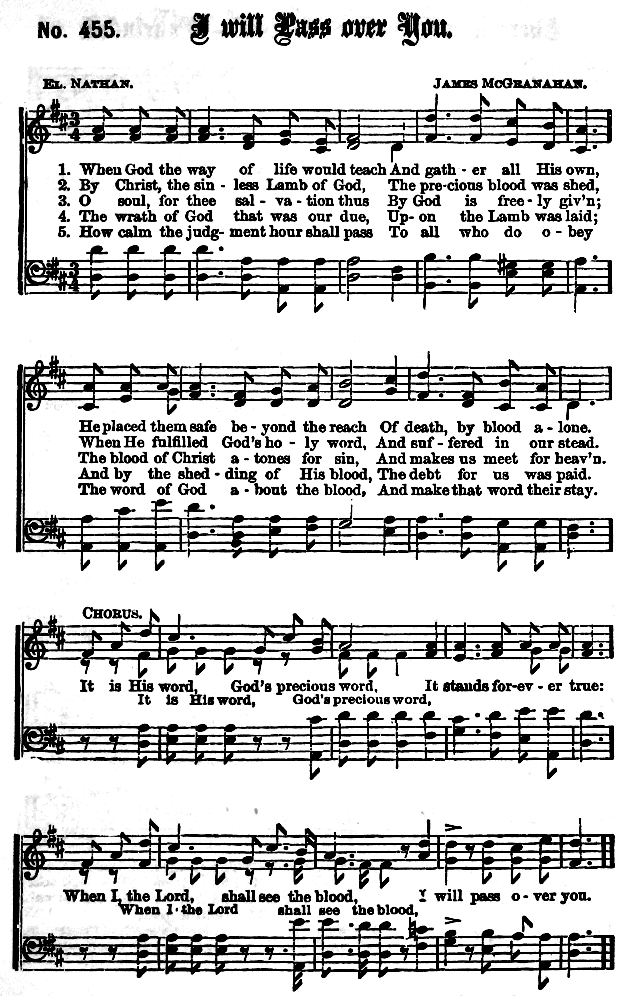 No. 455. I will Pass over You.
EL. NATHAN. JAMES MCGRANAHAN.
1. When God the way of life would teach And gath - er all His own,
2. By Christ, the sin - less Lamb of God, The pre-cious blood was shed,
3. O soul, for thee sal - va - tion thus By God is free - ly giv'n;
4. The wrath of God that was our due, Up - on the Lamb was laid;
5. How calm the judg - ment hour shall pass To all who do o - bey
He placed them safe be - yond the reach Of death, by blood a - lone.
When He fulfilled God's ho - ly word, And suf - fered in our stead.
The blood of Christ a - tones for sin, And makes us meet for heav'n.
And by the shed - ding of His blood, The debt for us was paid.
The word of God a - bout the blood, And make that word their stay.
CHORUS.
It is His word, God's precious word, It stands for-ev - er true:
It is His word, God's precious word,
When I, the Lord, shall see the blood, I will pass o - ver you.
When I the Lord shall see the blood,